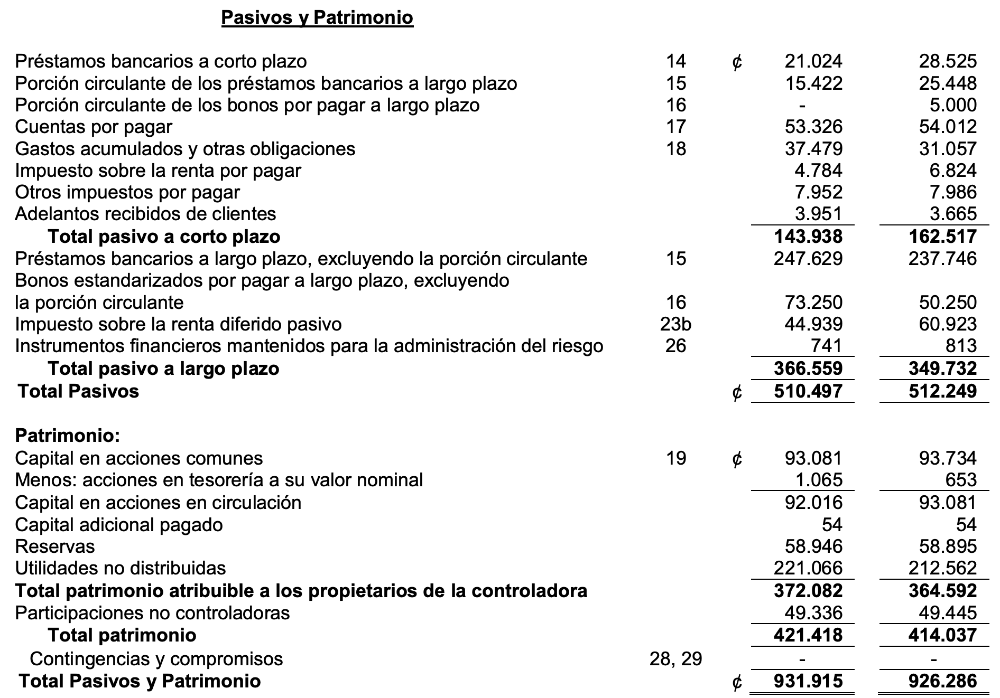 Pasivos y Patrimonio
Préstamos bancarios a corto plazo 14 ₡ 21.024 28.525
Porción circulante de los préstamos bancarios a largo plazo 15 15.422 25.448
Porción circulante de los bonos por pagar a largo plazo 16 - 5.000
Cuentas por pagar 17 53.326 54.012
Gastos acumulados y otras obligaciones 18 37.479 31.057
Impuesto sobre la renta por pagar 4.784 6.824
Otros impuestos por pagar 7.952 7.986
Adelantos recibidos de clientes 3.951 3.665
Total pasivo a corto plazo 143.938 162.517
Préstamos bancarios a largo plazo, excluyendo la porción circulante 15 247.629 237.746
Bonos estandarizados por pagar a largo plazo, excluyendo
la porción circulante 16 73.250 50.250
Impuesto sobre la renta diferido pasivo 23b 44.939 60.923
Instrumentos financieros mantenidos para la administración del riesgo 26 741 813
Total pasivo a largo plazo 366.559 349.732
Total Pasivos ₡ 510.497 512.249
Patrimonio:
Capital en acciones comunes 19 ₡ 93.081 93.734
Menos: acciones en tesorería a su valor nominal 1.065 653
Capital en acciones en circulación 92.016 93.081
Capital adicional pagado 54 54
Reservas 58.946 58.895
Utilidades no distribuidas 221.066 212.562
Total patrimonio atribuible a los propietarios de la controladora 372.082 364.592
Participaciones no controladoras 49.336 49.445
Total patrimonio 421.418 414.037
Contingencias y compromisos 28, 29 - -
Total Pasivos y Patrimonio ₡ 931.915 926.286